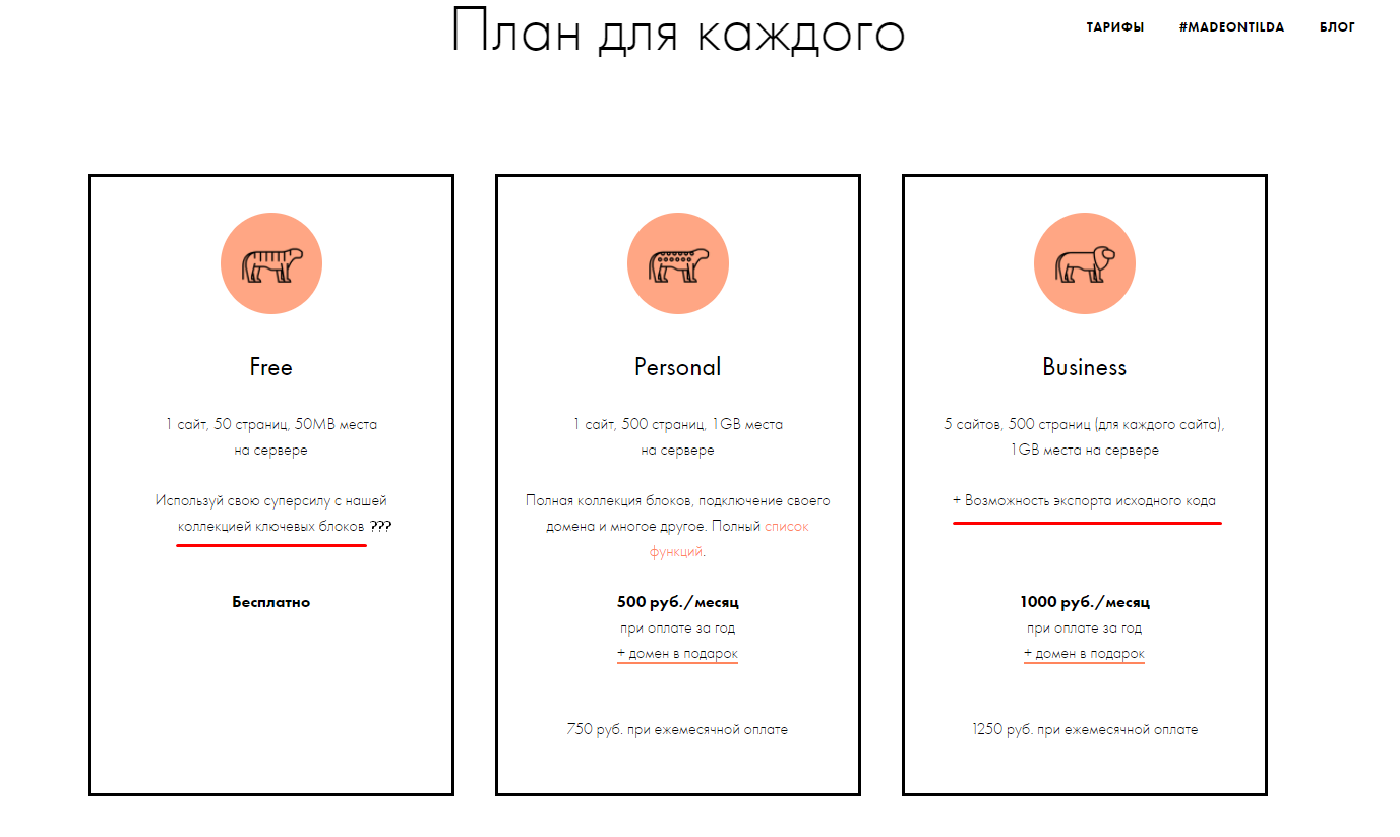 План для каждого
ТАРИФЫ #MADEONTILDA БЛОГ
Free
1 сайт, 50 страниц, 50MB места
на сервере
Используй свою суперсилу с нашей
коллекцией ключевых блоков ???
Бесплатно
Personal
1 сайт, 500 страниц, 1GB места
на сервере
Полная коллекция блоков, подключение своего
домена и многое другое. Полный список
функций.
500 руб./месяц
при оплате за год
+ домен в подарок
750 руб. при ежемесячной оплате
Business
5 сайтов, 500 страниц (для каждого сайта),
1GB места на сервере
+ Возможность экспорта исходного кода
1000 руб./месяц
при оплате за год
+ домен в подарок
1250 руб. при ежемесячной оплате